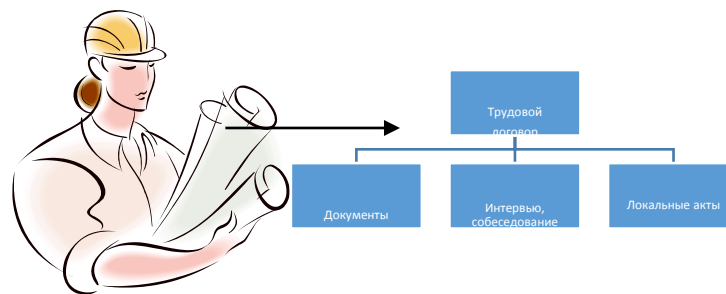 Трудовой
договор
Документы
Интервью,
собеседование
Локальные акты